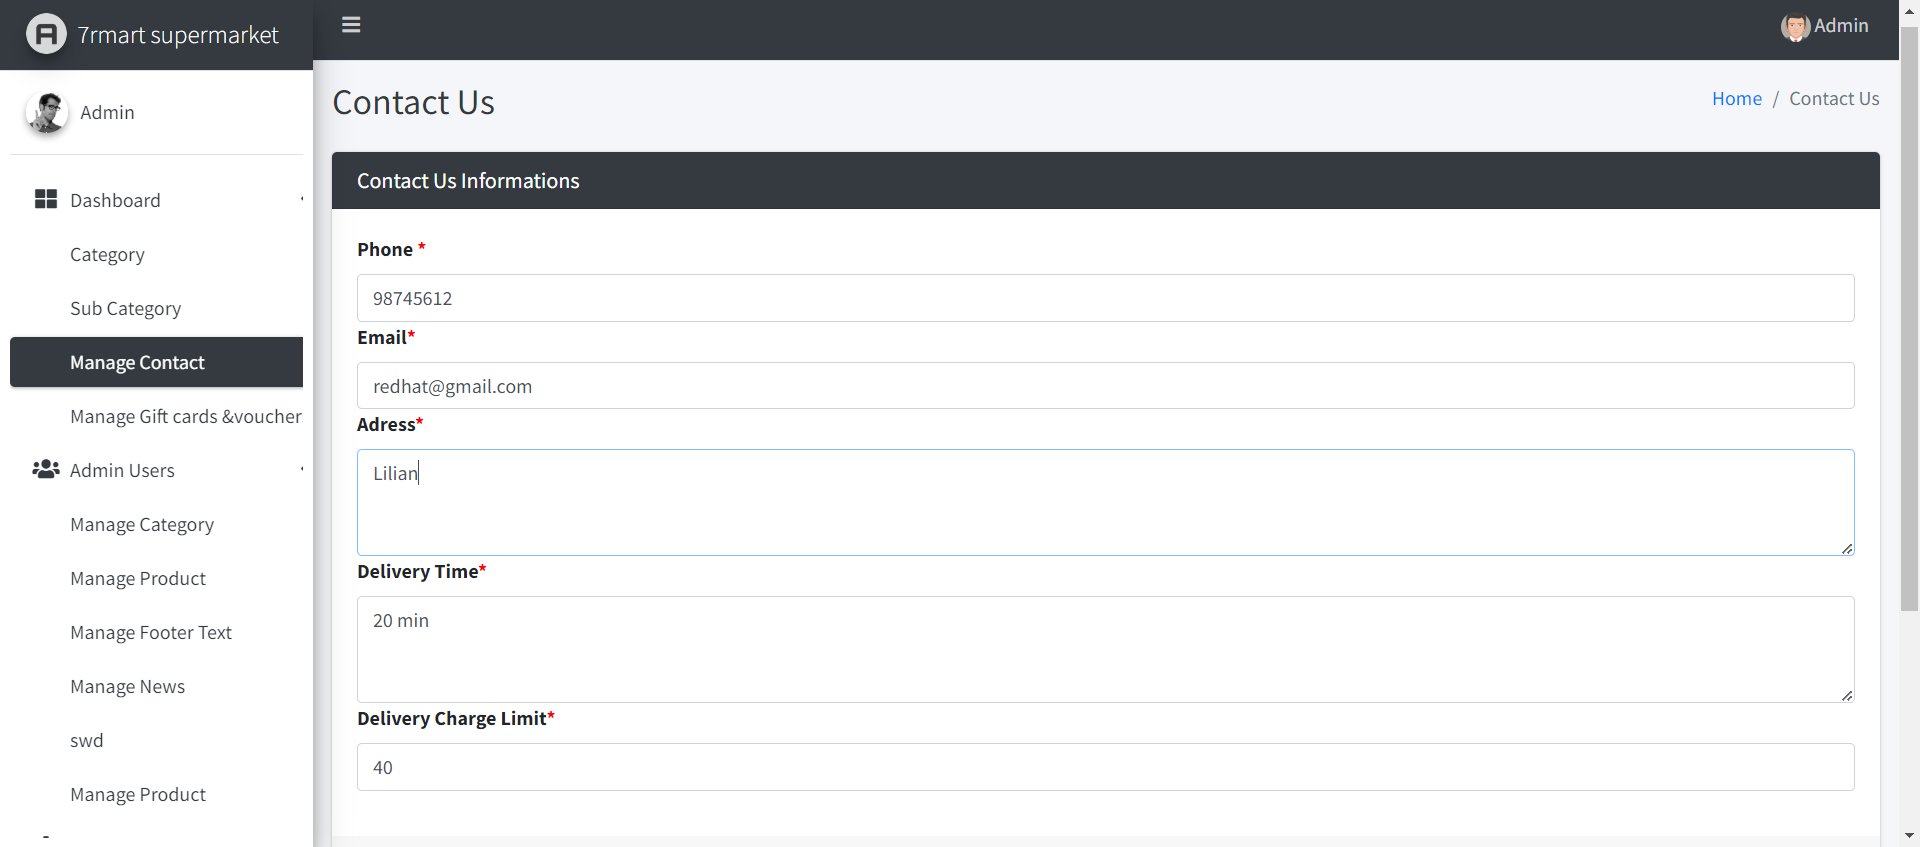 7rmart supermarket
Admin
Admin
Contact Us
Home / Contact Us
Dashboard
Category
Sub Category
Manage Contact
Manage Gift cards &voucher
Admin Users
Manage Category
Manage Product
Manage Footer Text
Manage News
swd
Manage Product
Contact Us Informations
Phone *
98745612
Email*
redhat@gmail.com
Adress*
Lilian
Delivery Time*
20 min
Delivery Charge Limit*
40